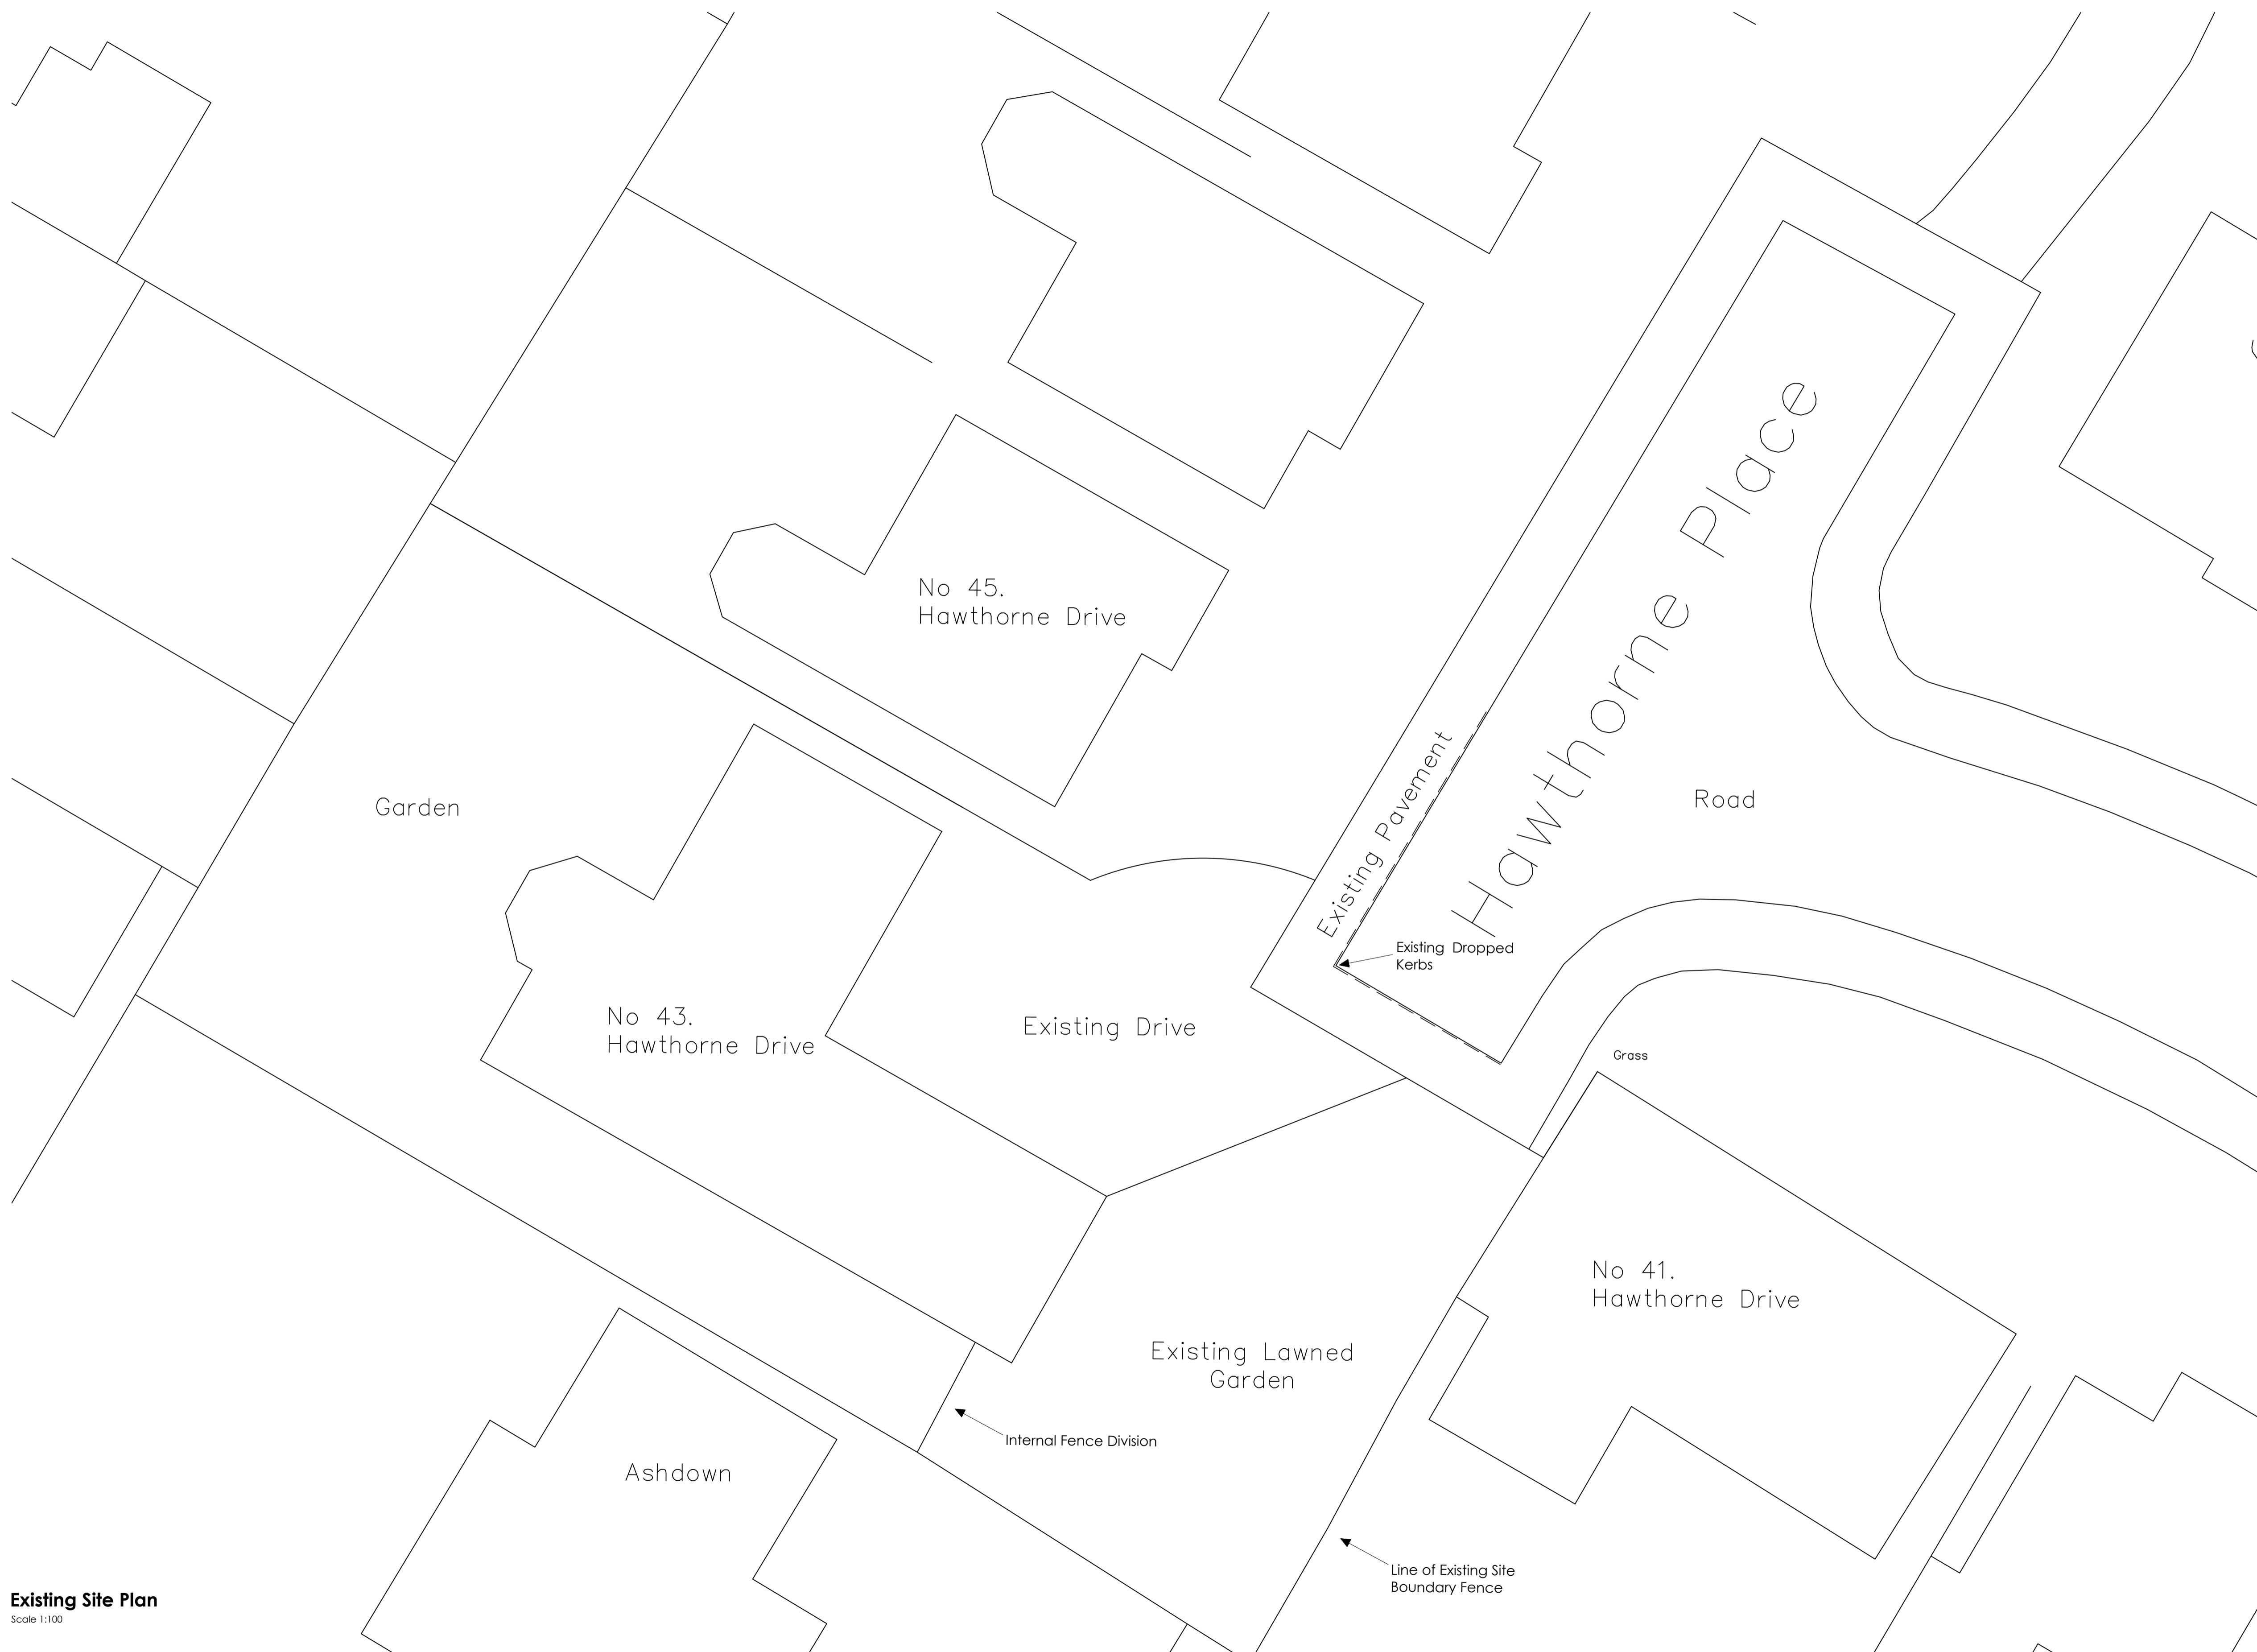 No 45.
Hawthorne Drive
Hawthorne Place
Existing Pavement
Garden
Road
Existing Dropped
Kerbs
No 43.
Hawthorne Drive
Existing Drive
Grass
No 41.
Hawthorne Drive
Existing Lawned
Garden
Internal Fence Division
Ashdown
Line of Existing Site
Boundary Fence
Existing Site Plan
Scale 1:100